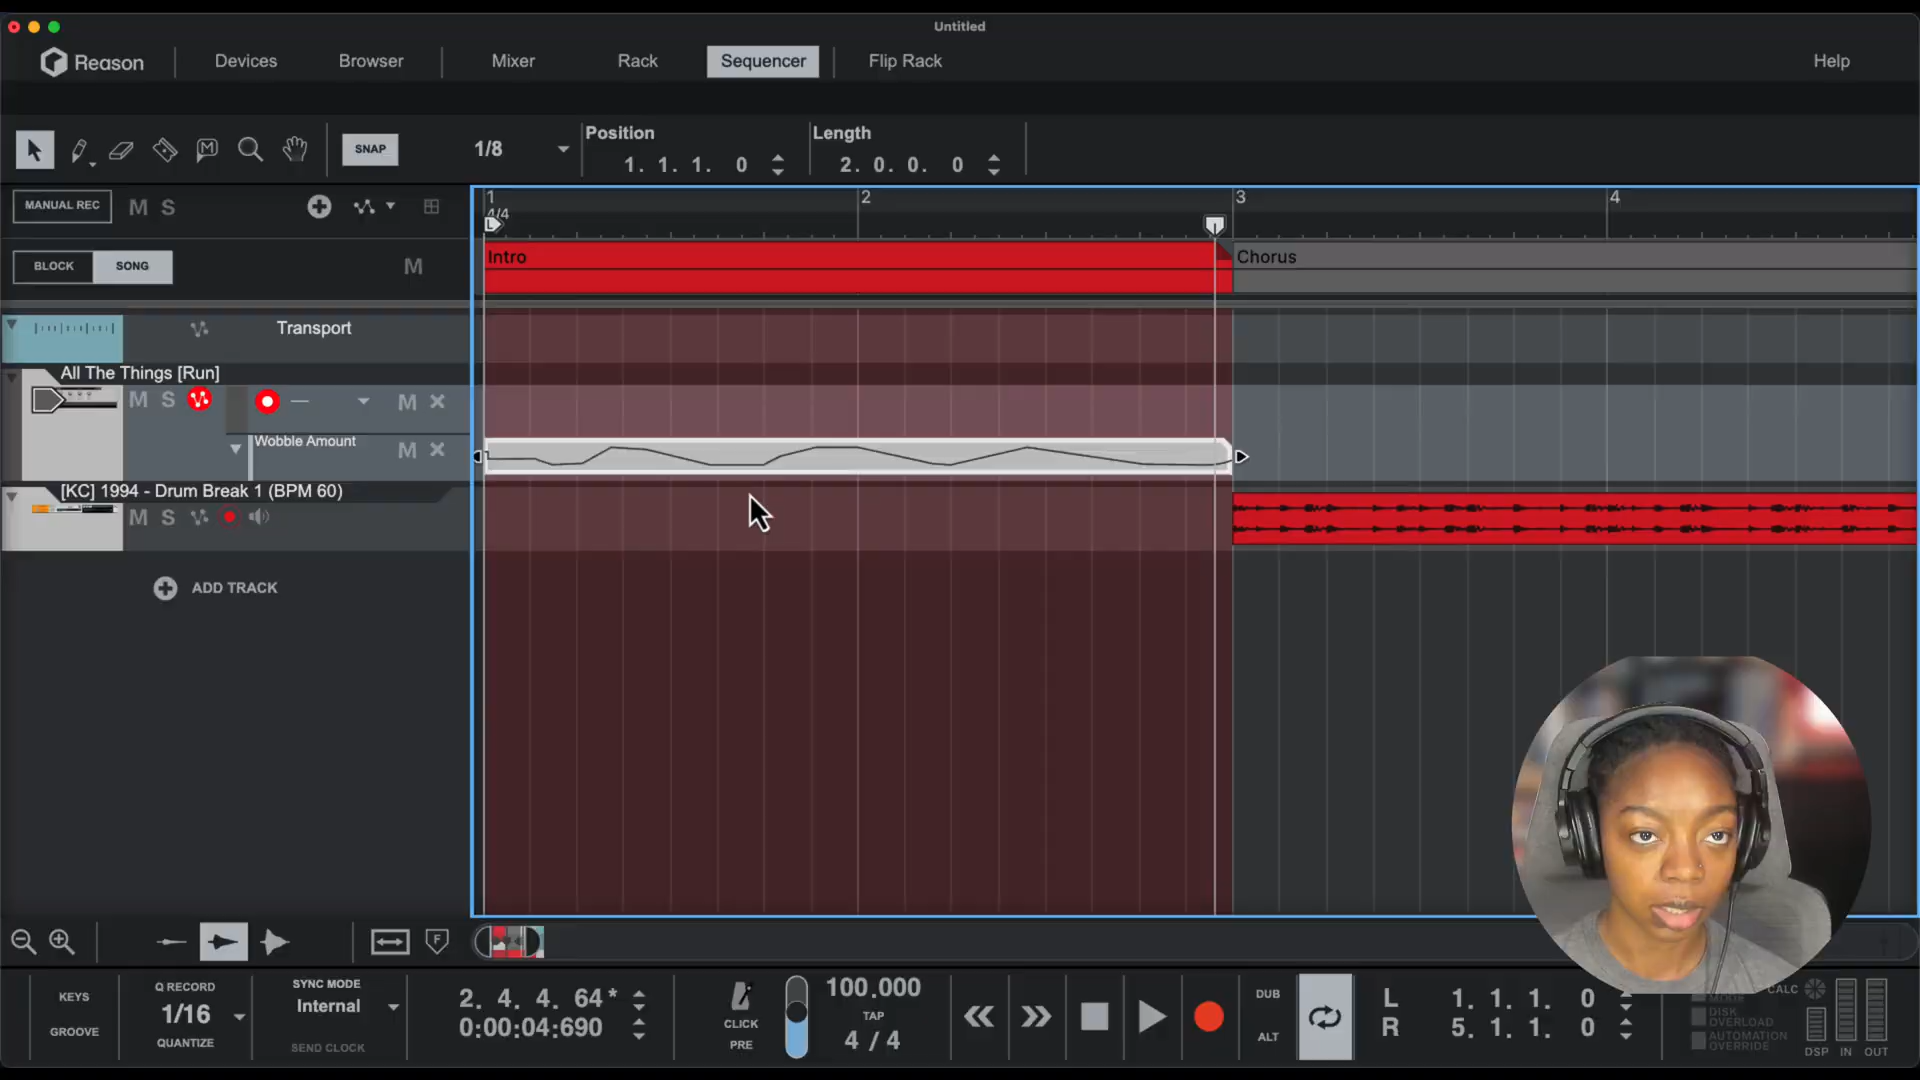 Untitled
Reason
Devices
Browser
Mixer
Rack
Sequencer
Flip Rack
Help
SNAP
1/8
Position
1. 1. 1. 0
Length
2. 0. 0. 0
MANUAL REC
M S
1
2
3
4
4/4
L
BLOCK
SONG
M
Intro
Chorus
Transport
All The Things [Run]
M S
M
Wobble Amount
M
[KC] 1994 - Drum Break 1 (BPM 60)
M S
ADD TRACK
F
KEYS
GROOVE
Q RECORD
1/16
QUANTIZE
SYNC MODE
Internal
SEND CLOCK
2. 4. 4. 64*
0:00:04:690
CLICK
PRE
100.000
TAP
4 / 4
DUB
ALT
L 1. 1. 1. 0
R 5. 1. 1. 0
CALC
MODE
DISK
OVERLOAD
AUTOMATION
OVERRIDE
DSP IN OUT